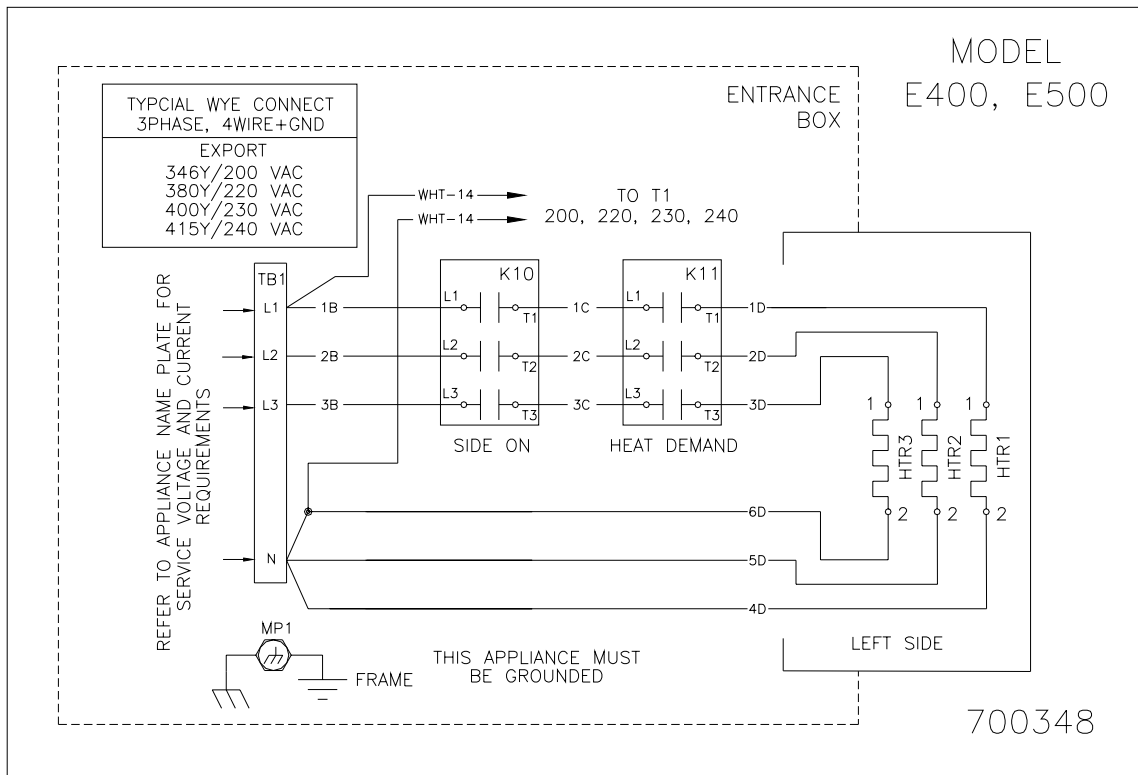 MODEL
E400, E500
ENTRANCE
BOX
TYPCIAL WYE CONNECT
3PHASE, 4WIRE+GND
EXPORT
346Y/200 VAC
380Y/220 VAC
400Y/230 VAC
415Y/240 VAC
WHT-14
WHT-14
TO T1
200, 220, 230, 240
REFER TO APPLIANCE NAME PLATE FOR
SERVICE VOLTAGE AND CURRENT
REQUIREMENTS
TB1
L1
L2
L3
N
1B
2B
3B
K10
L1
T1
L2
T2
L3
T3
SIDE ON
1C
2C
3C
K11
L1
T1
L2
T2
L3
T3
HEAT DEMAND
1D
2D
3D
1
1
1
HTR3
HTR2
HTR1
2
2
2
6D
5D
4D
LEFT SIDE
MP1
FRAME
THIS APPLIANCE MUST
BE GROUNDED
700348